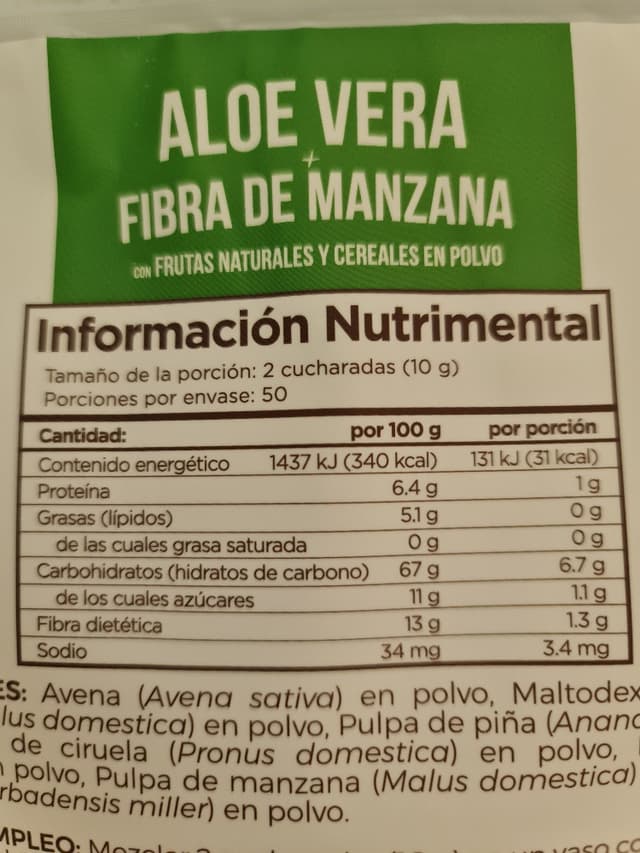 ALOE VERA
+
FIBRA DE MANZANA
CON FRUTAS NATURALES Y CEREALES EN POLVO
Información Nutrimental
Tamaño de la porción: 2 cucharadas (10 g)
Porciones por envase: 50
Cantidad: por 100 g por porción
Contenido energético 1437 kJ (340 kcal) 131 kJ (31 kcal)
Proteína 6.4 g 1 g
Grasas (lípidos) 5.1 g 0 g
de las cuales grasa saturada 0 g 0 g
Carbohidratos (hidratos de carbono) 67 g 6.7 g
de los cuales azúcares 11 g 1.1 g
Fibra dietética 13 g 1.3 g
Sodio 34 mg 3.4 mg
ES: Avena (Avena sativa) en polvo, Maltodex
lus domestica) en polvo, Pulpa de piña (Anana
de ciruela (Pronus domestica) en polvo,
polvo, Pulpa de manzana (Malus domestica)
rbadensis miller) en polvo.
MPLEO: vaso co